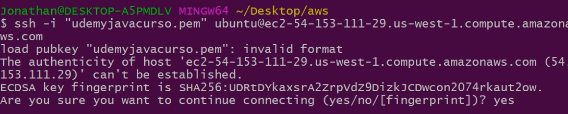 Jonathan@DESKTOP-A5PMDLV MINGW64 ~/Desktop/aws
$ ssh -i "udemyjavacurso.pem" ubuntu@ec2-54-153-111-29.us-west-1.compute.amazona
ws.com
load pubkey "udemyjavacurso.pem": invalid format
The authenticity of host 'ec2-54-153-111-29.us-west-1.compute.amazonaws.com (54.
153.111.29)' can't be established.
ECDSA key fingerprint is SHA256:UDRtDYkaxsrA2ZrpVdz9DizkJCDwcon2074rkaut2ow.
Are you sure you want to continue connecting (yes/no/[fingerprint])? yes